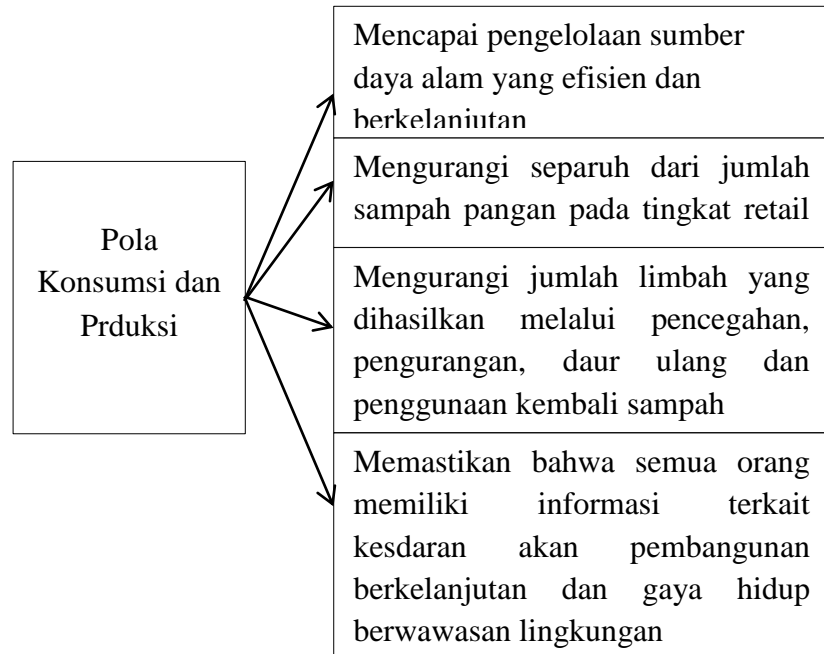 Pola
Konsumsi dan
Prduksi
Mencapai pengelolaan sumber
daya alam yang efisien dan
berkelanjutan
Mengurangi separuh dari jumlah
sampah pangan pada tingkat retail
Mengurangi jumlah limbah yang
dihasilkan melalui pencegahan,
pengurangan, daur ulang dan
penggunaan kembali sampah
Memastikan bahwa semua orang
memiliki informasi terkait
kesdaran akan pembangunan
berkelanjutan dan gaya hidup
berwawasan lingkungan